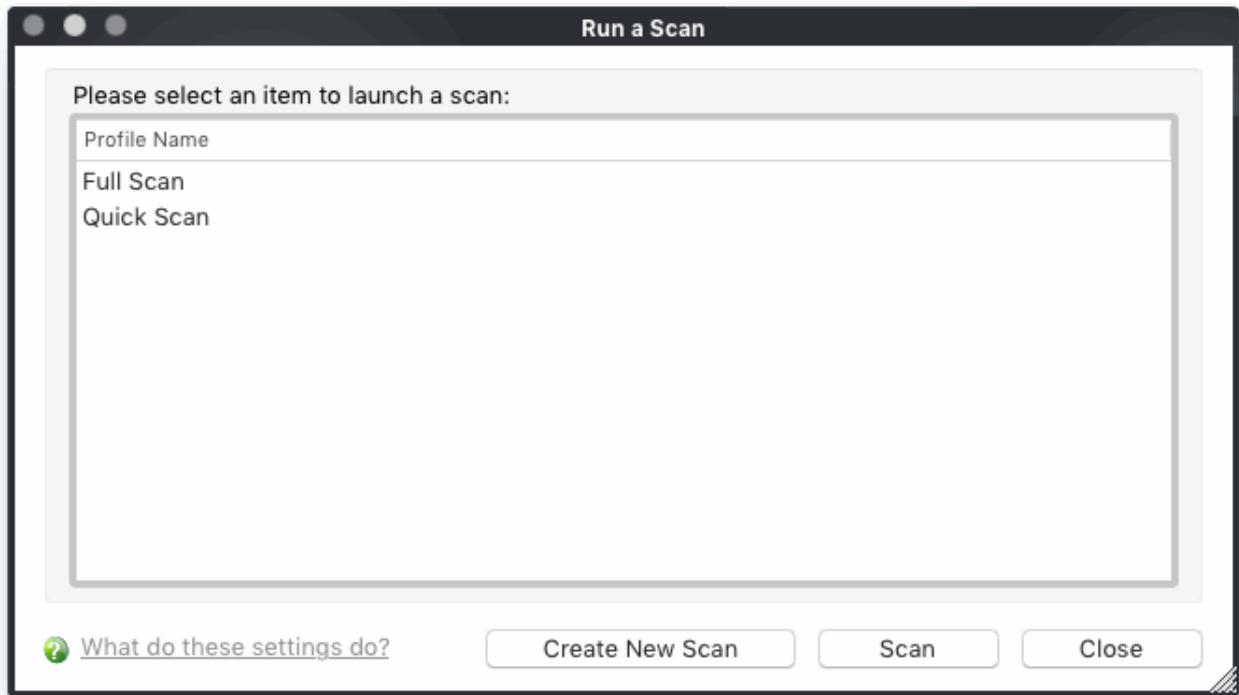 Run a Scan
Please select an item to launch a scan:
Profile Name
Full Scan
Quick Scan
What do these settings do?
Create New Scan
Scan
Close